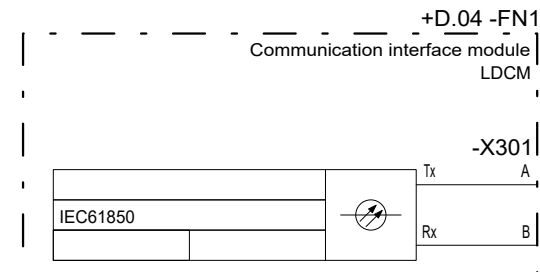 +D.04 -FN1
Communication interface module
LDCM
-X301
Tx A
IEC61850
Rx B